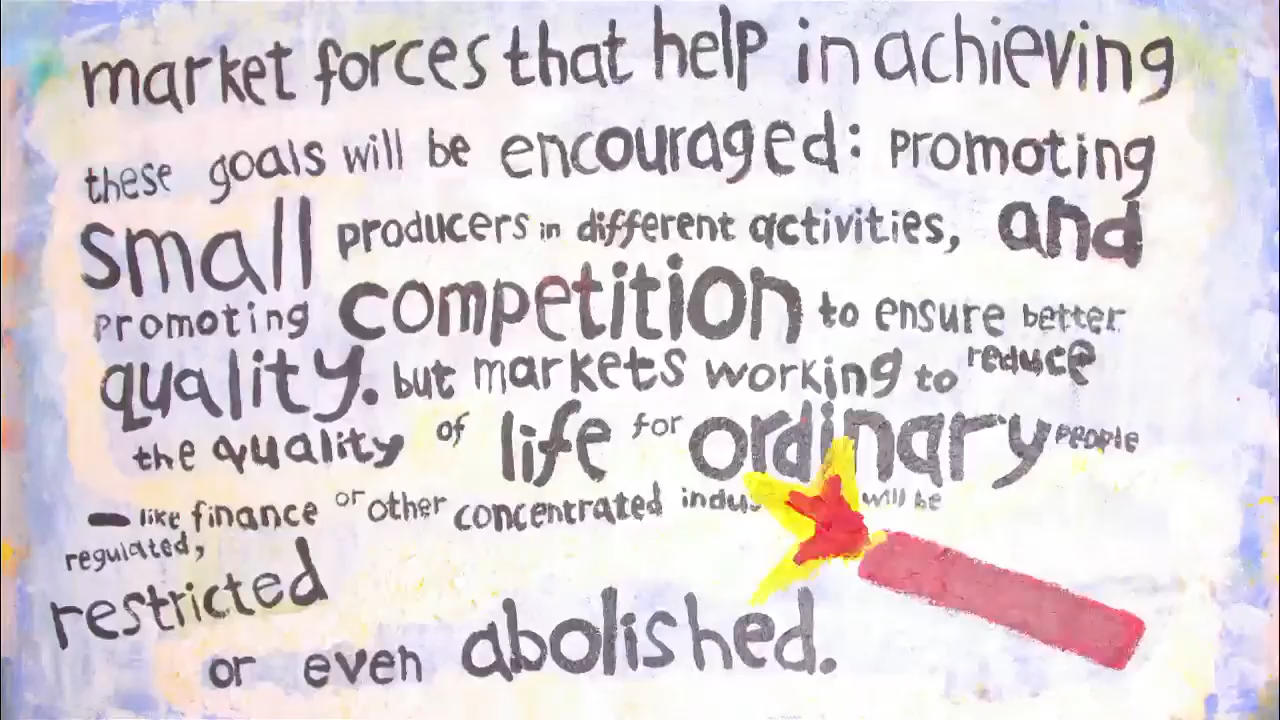 market forces that help in achieving
these goals will be encouraged: promoting
small producers in different activities, and
promoting competition to ensure better
quality. but markets working to reduce
the quality of life for ordinary people
– like finance or other concentrated will be
regulated,
restricted
or even abolished.